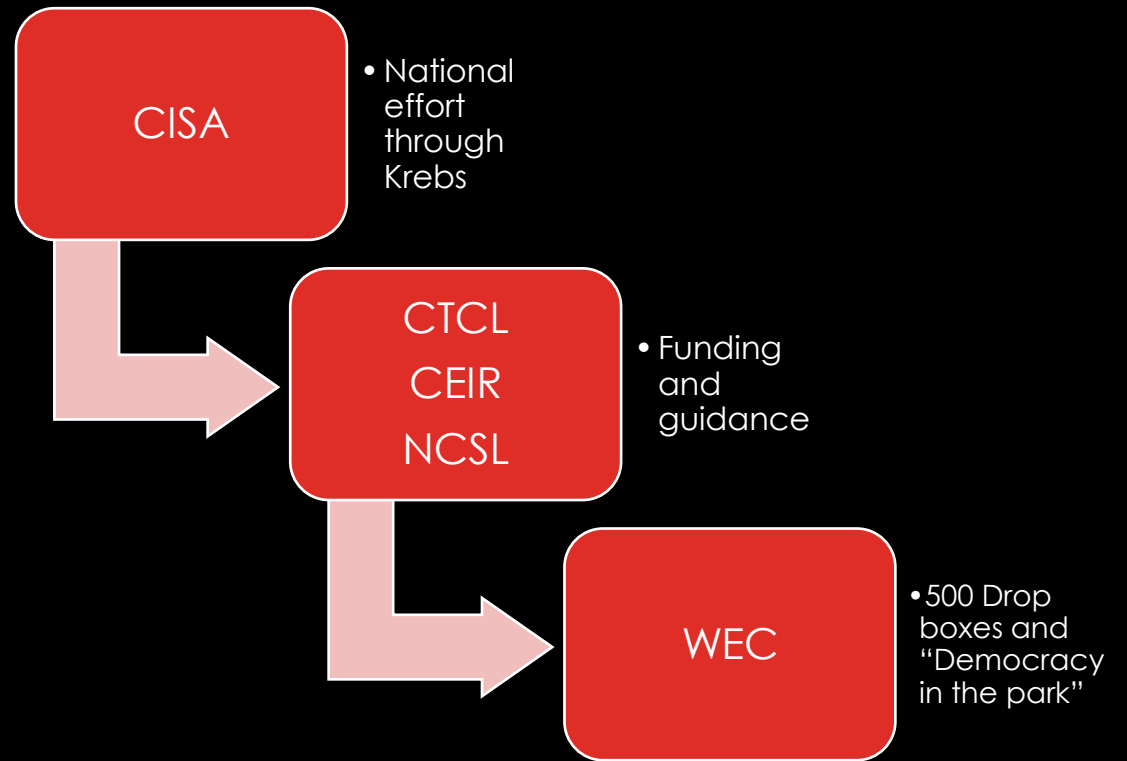 CISA
• National
effort
through
Krebs
CTCL
CEIR
NCSL
• Funding
and
guidance
WEC
•500 Drop
boxes and
“Democracy
in the park”